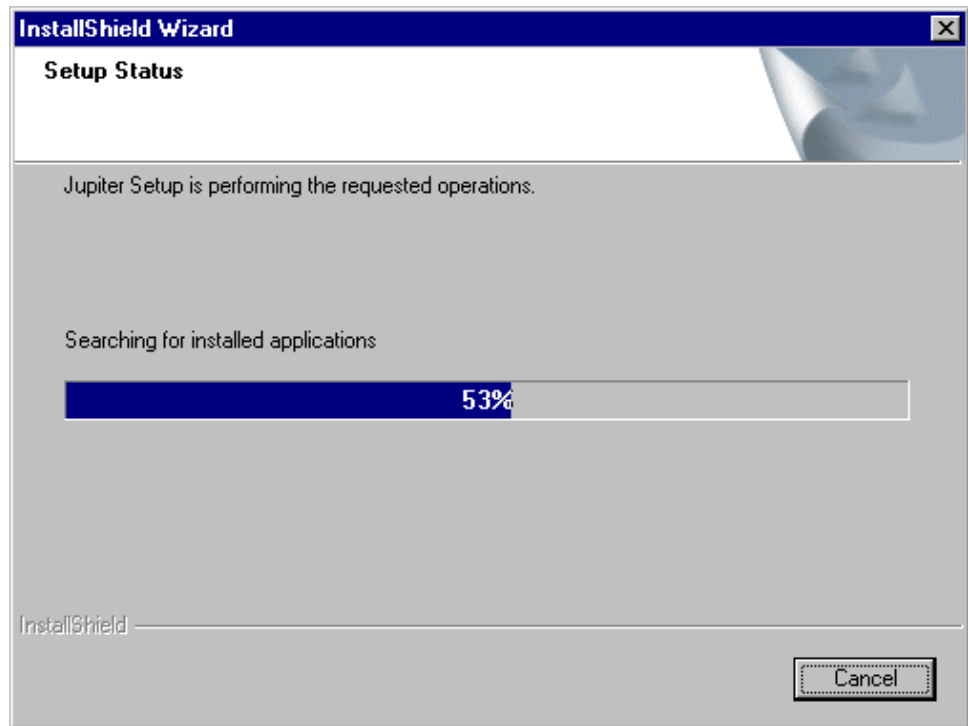 InstallShield Wizard
Setup Status
Jupiter Setup is performing the requested operations.
Searching for installed applications
53%
InstallShield
Cancel